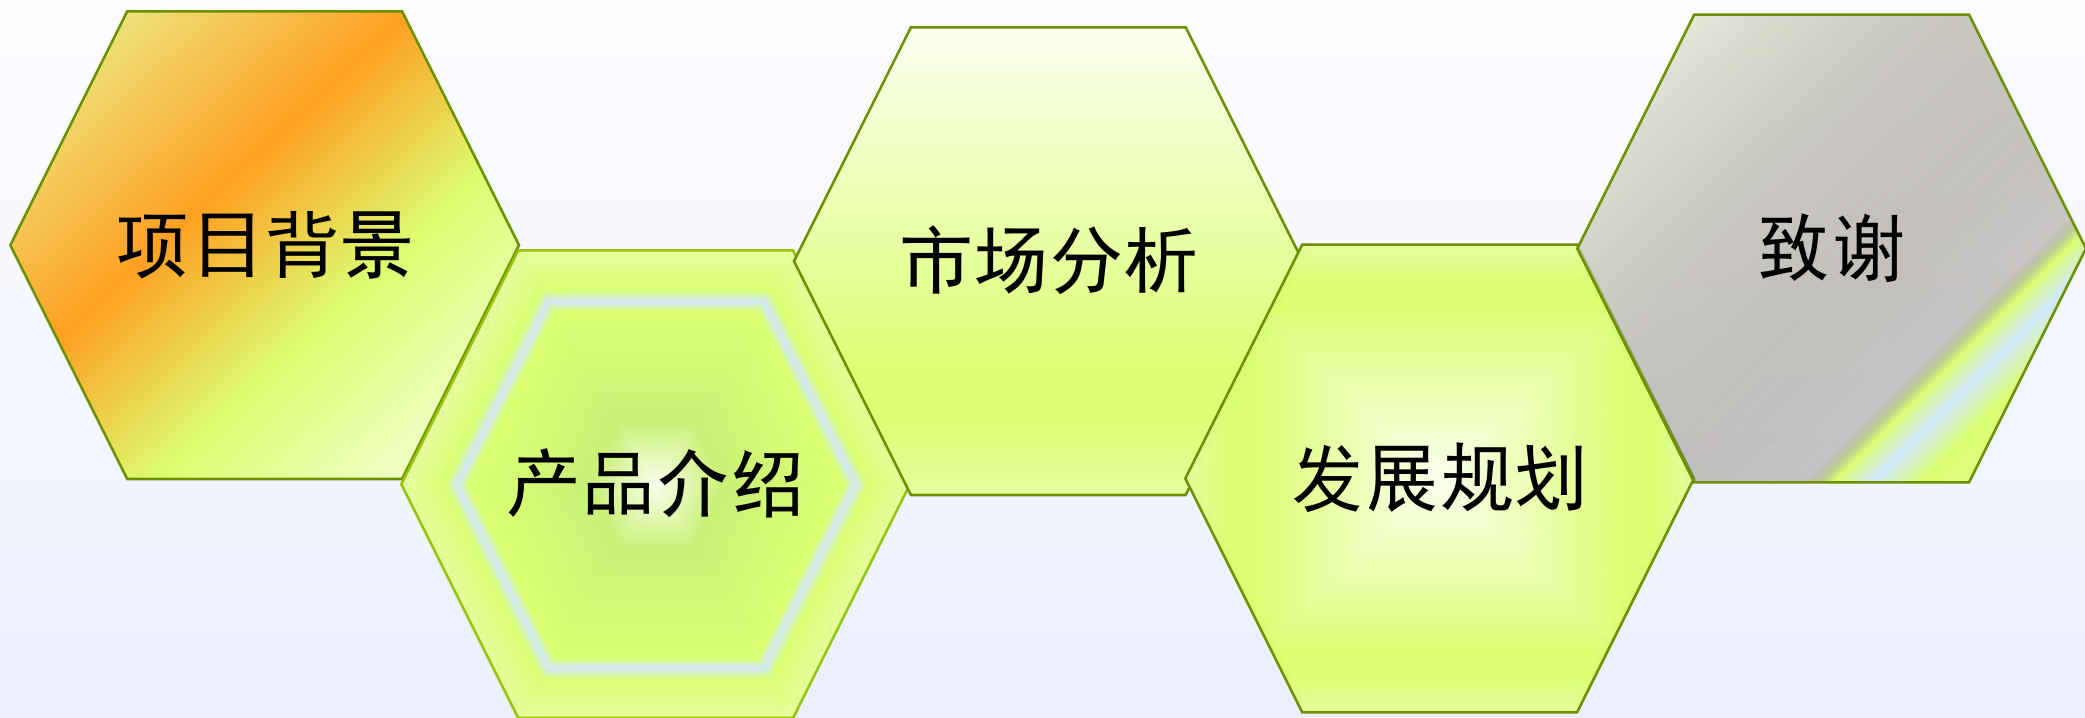 项目背景
产品介绍
市场分析
发展规划
致谢